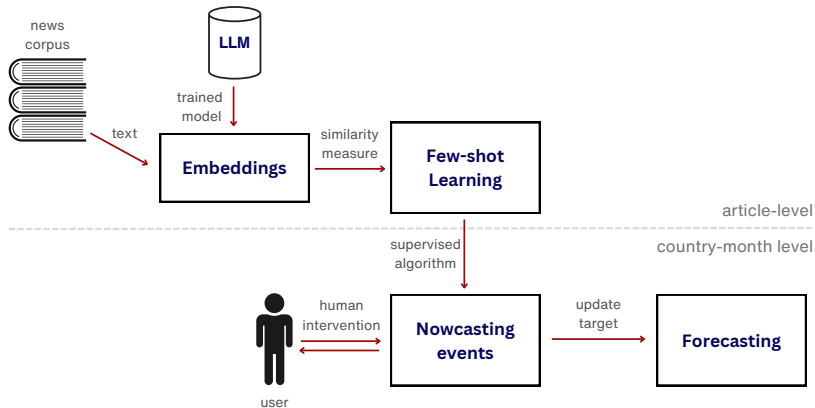 news
corpus
LLM
trained
model
text
Embeddings
similarity
measure
Few-shot
Learning
article-level
country-month level
supervised
algorithm
human
intervention
user
Nowcasting
events
update
target
Forecasting